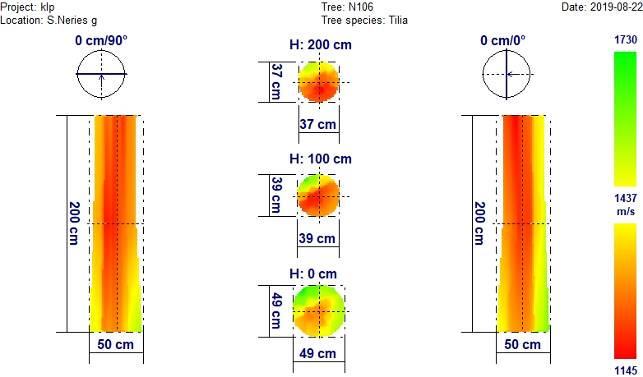 Project: klp
Tree: N106
Date: 2019-08-22
Location: S.Neries g
Tree species: Tilia
0 cm/90°
H: 200 cm
0 cm/0°
1730
37 cm
37 cm
H: 100 cm
39 cm
39 cm
200 cm
200 cm
1437
m/s
H: 0 cm
49 cm
49 cm
50 cm
50 cm
1145